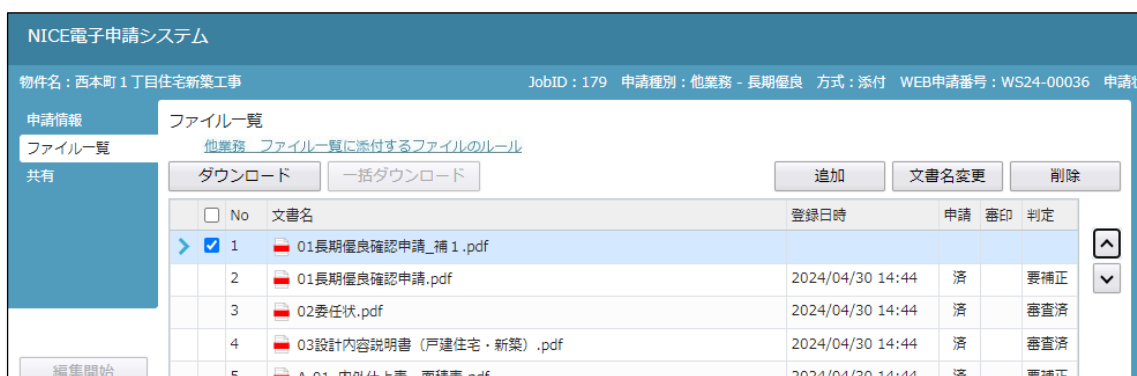 NICE電子申請システム
物件名：西本町１丁目住宅新築工事 JobID：179 申請種別：他業務 - 長期優良 方式：添付 WEB申請番号：WS24-00036 申請
申請情報
ファイル一覧
共有
ファイル一覧
他業務 ファイル一覧に添付するファイルのルール
ダウンロード 一括ダウンロード 追加 文書名変更 削除
No 文書名 登録日時 申請 審印 判定
1 01長期優良確認申請_補１.pdf
2 01長期優良確認申請.pdf 2024/04/30 14:44 済 要補正
3 02委任状.pdf 2024/04/30 14:44 済 審査済
4 03設計内容説明書（戸建住宅・新築）.pdf 2024/04/30 14:44 済 審査済
編集開始